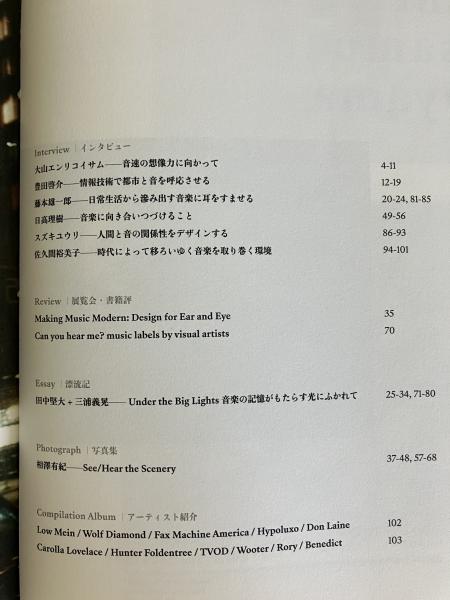 Interview | インタビュー
大山エンリコイサム——音速の想像力に向かって 4-11
豊田啓介——情報技術で都市と音を呼応させる 12-19
藤本雄一郎——日常生活から滲み出す音楽に耳をすませる 20-24, 81-85
日高理樹——音楽に向き合いつづけること 49-56
スズキユウリ——人間と音の関係性をデザインする 86-93
佐久間裕美子——時代によって移ろいゆく音楽を取り巻く環境 94-101
Review | 展覧会・書籍評
Making Music Modern: Design for Ear and Eye 35
Can you hear me? music labels by visual artists 70
Essay | 漂流記
田中堅大 + 三浦義晃—— Under the Big Lights 音楽の記憶がもたらす光にふかれて 25-34, 71-80
Photograph | 写真集
相澤有紀——See/Hear the Scenery 37-48, 57-68
Compilation Album | アーティスト紹介
Low Mein / Wolf Diamond / Fax Machine America / Hypoluxo / Don Laine 102
Carolla Lovelace / Hunter Foldentree / TVOD / Wooter / Rory / Benedict 103